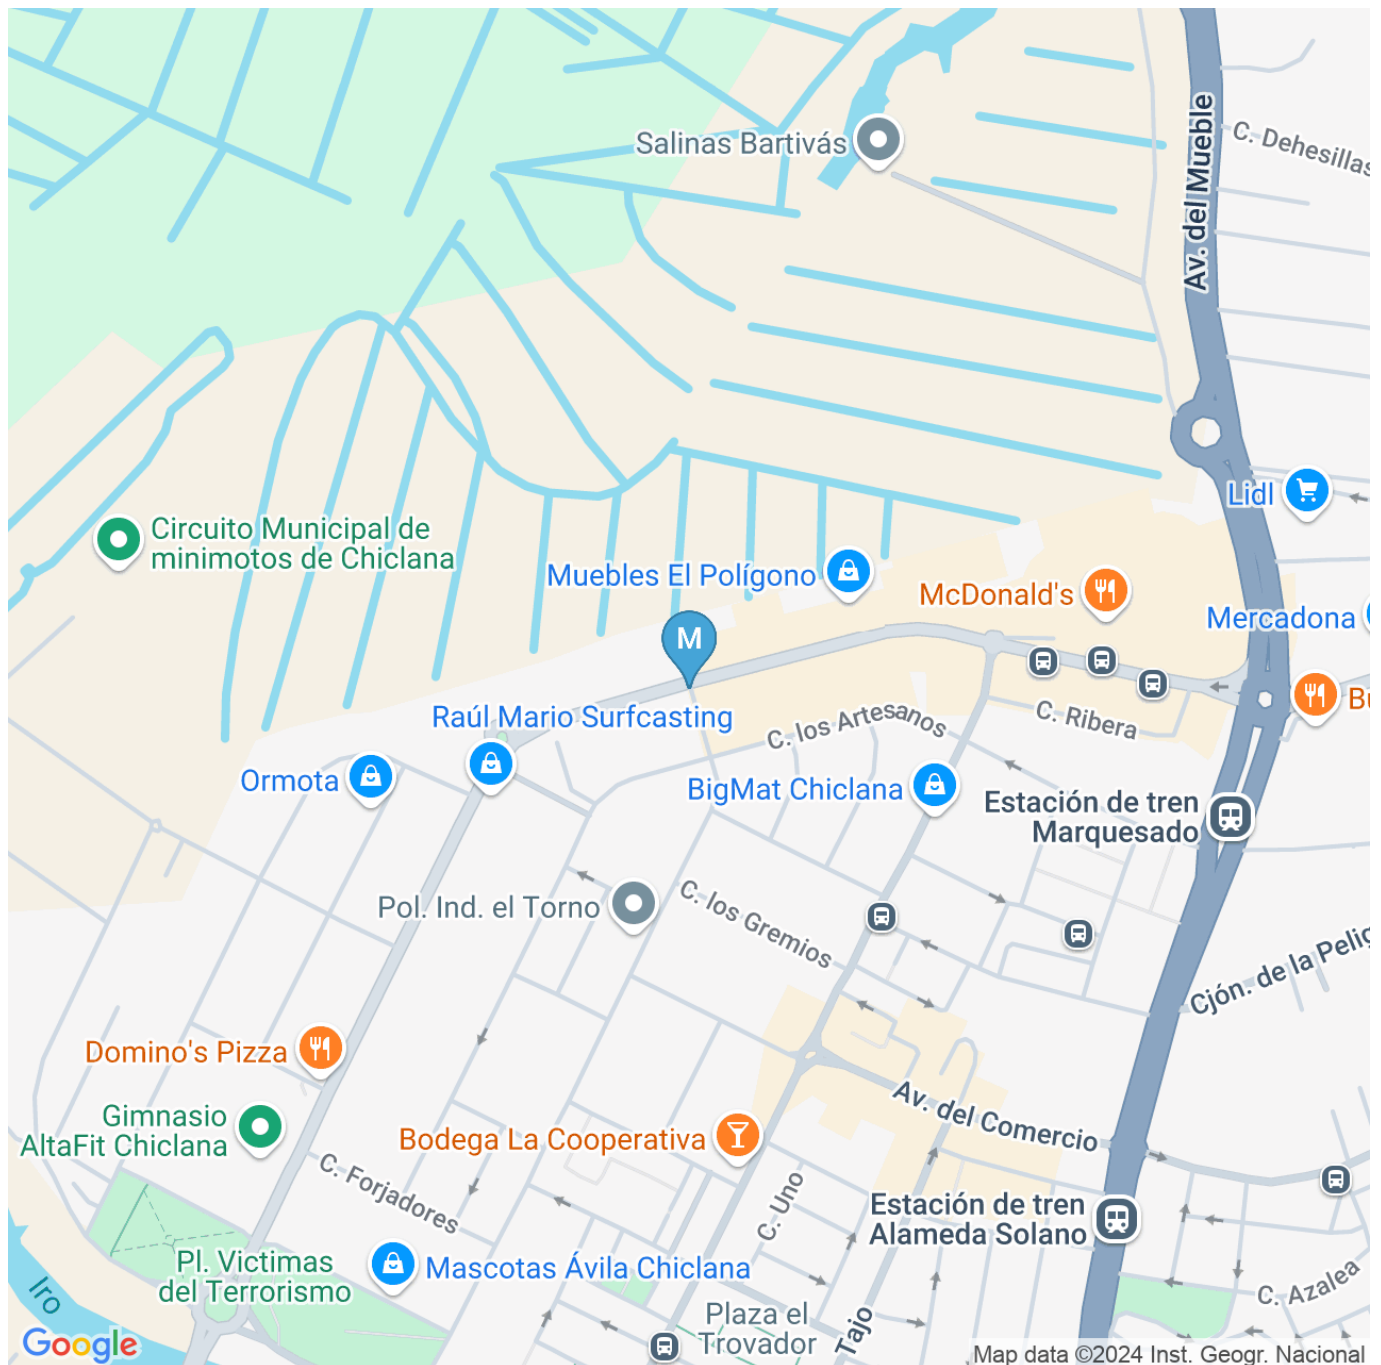 Salinas Bartivás
Av. del Mueble
C. Dehesillas
Lidl
Circuito Municipal de
minimotos de Chiclana
Muebles El Polígono
McDonald's
Mercadona
M
Raúl Mario Surfcasting
C. los Artesanos
C. Ribera
Bu
Ormota
BigMat Chiclana
Estación de tren
Marquesado
Pol. Ind. el Torno
C. los Gremios
Cjón. de la Pelig
Domino's Pizza
Gimnasio
AltaFit Chiclana
Bodega La Cooperativa
Av. del Comercio
C. Forjadores
C. Uno
Estación de tren
Alameda Solano
Pl. Victimas
del Terrorismo
Mascotas Ávila Chiclana
Iro
Plaza el
Trovador
Tajo
C. Azalea
Google
Map data ©2024 Inst. Geogr. Nacional